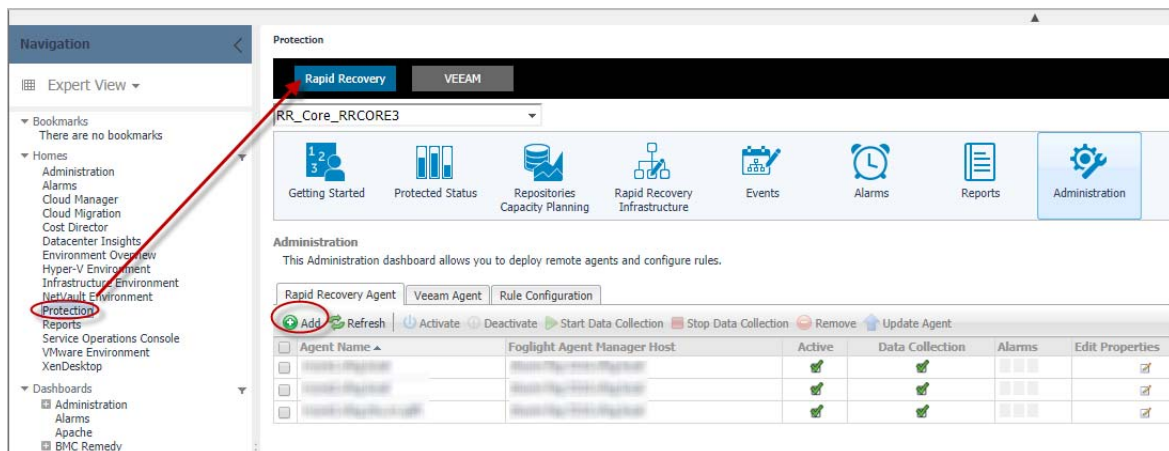 Navigation
Expert View
Bookmarks
There are no bookmarks
Homes
Administration
Alarms
Cloud Manager
Cloud Migration
Cost Director
Datacenter Insights
Environment Overview
Hyper-V Environment
Infrastructure Environment
NetVault Environment
Protection
Reports
Service Operations Console
VMware Environment
XenDesktop
Dashboards
Administration
Alarms
Apache
BMC Remedy
Protection
Rapid Recovery VEEAM
RR_Core_RRCORE3
1 2 3
Getting Started Protected Status Repositories Rapid Recovery Events Alarms Reports Administration
Capacity Planning Infrastructure
Administration
This Administration dashboard allows you to deploy remote agents and configure rules.
Rapid Recovery Agent Veeam Agent Rule Configuration
Add Refresh Activate Deactivate Start Data Collection Stop Data Collection Remove Update Agent
Agent Name Foglight Agent Manager Host Active Data Collection Alarms Edit Properties